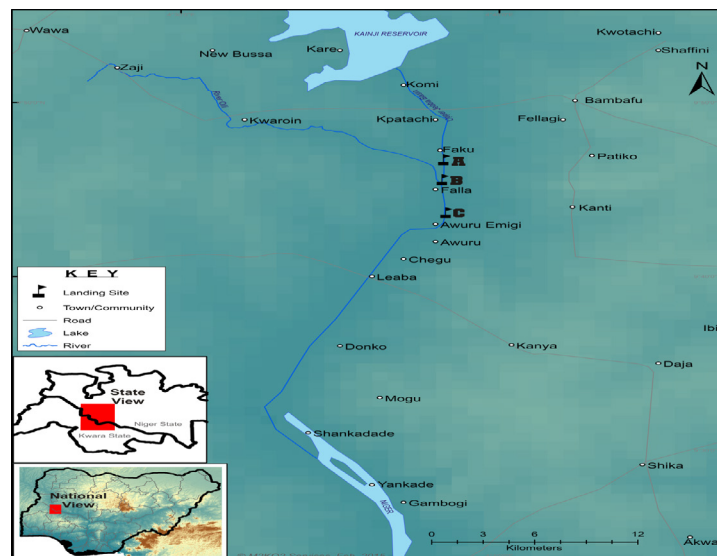 Wawa
KAINJI RESERVOIR
Kwotachi
New Bussa
Kare
Shaffini
Zaji
N
Komi
Bambafu
Kwaroin
Kpatachi
Fellagi
Faku
A
Patiko
B
Falla
Kanti
C
Awuru Emigi
Awuru
Chegu
KEY
Leaba
Landing Site
Town/Community
Road
Lake
River
Ibi
Donko
Kanya
Daja
State View
Niger State
Kwara State
Mogu
Shankadade
Shika
National View
Yankade
NIGER
Gambogi
0 3 6 12
Kilometers
Akwa